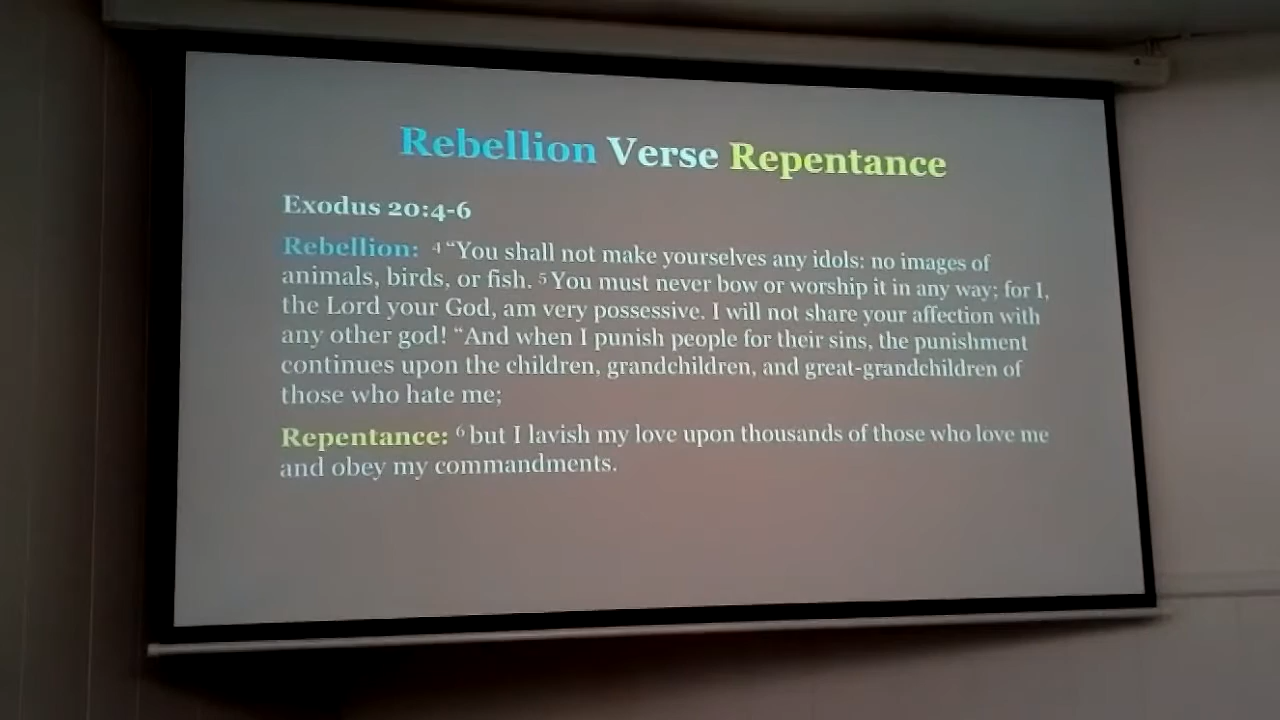 Rebellion Verse Repentance
Exodus 20:4-6
Rebellion: 4 “You shall not make yourselves any idols: no images of
animals, birds, or fish. 5 You must never bow or worship it in any way; for I,
the Lord your God, am very possessive. I will not share your affection with
any other god! “And when I punish people for their sins, the punishment
continues upon the children, grandchildren, and great-grandchildren of
those who hate me;
Repentance: 6 but I lavish my love upon thousands of those who love me
and obey my commandments.